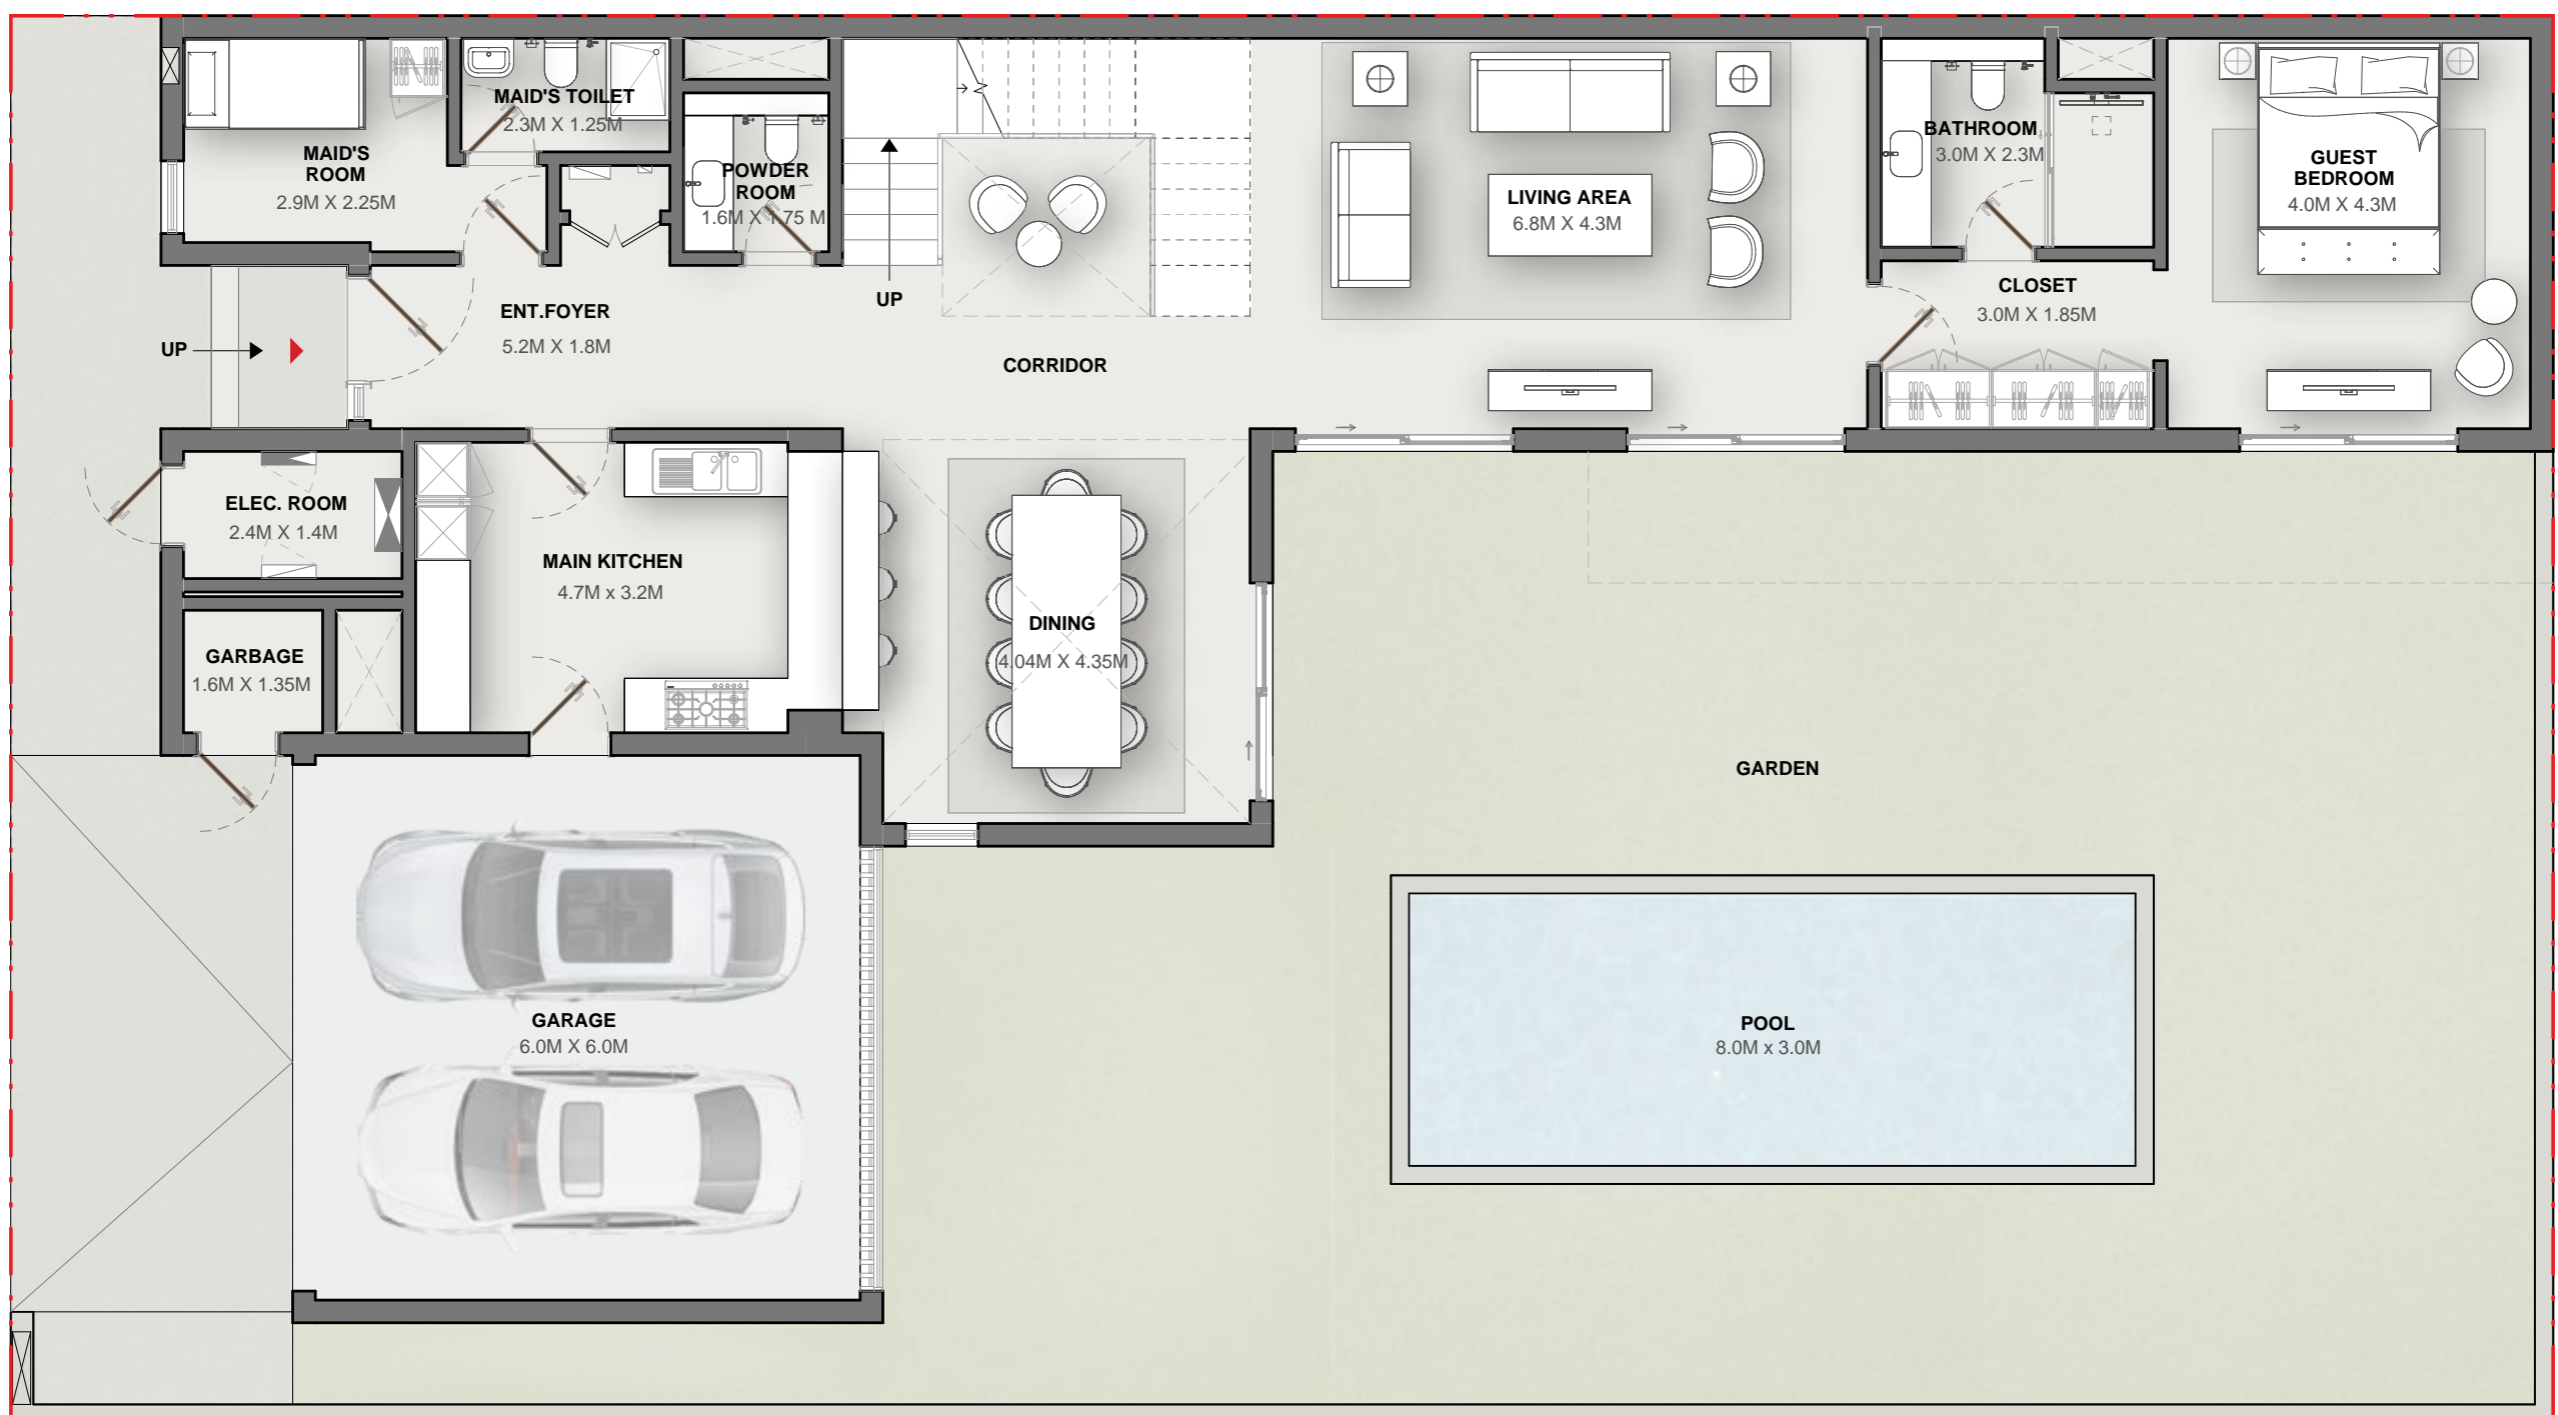 MAID'S TOILET
2.3M X 1.25M
MAID'S
ROOM
2.9M X 2.25M
POWDER
ROOM
1.6M X 1.75 M
UP
LIVING AREA
6.8M X 4.3M
BATHROOM
3.0M X 2.3M
GUEST
BEDROOM
4.0M X 4.3M
CLOSET
3.0M X 1.85M
UP
ENT.FOYER
5.2M X 1.8M
CORRIDOR
ELEC. ROOM
2.4M X 1.4M
MAIN KITCHEN
4.7M x 3.2M
DINING
4.04M X 4.35M
GARBAGE
1.6M X 1.35M
GARDEN
GARAGE
6.0M X 6.0M
POOL
8.0M x 3.0M